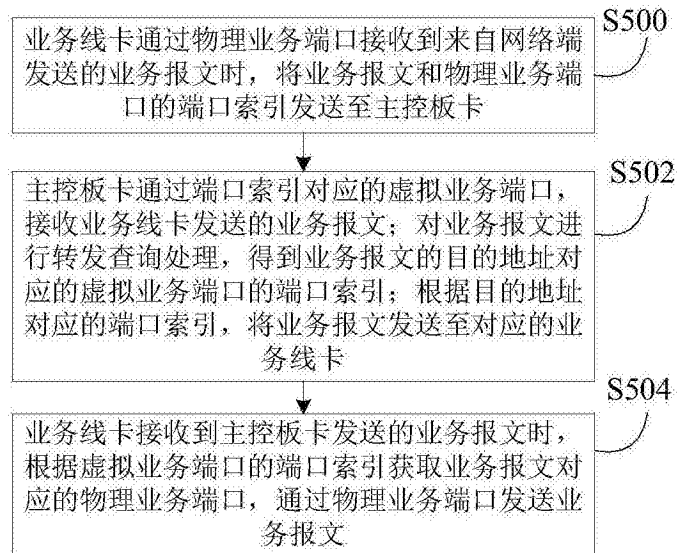 业务线卡通过物理业务端口接收到来自网络端
发送的业务报文时，将业务报文和物理业务端
口的端口索引发送至主控板卡
S500
主控板卡通过端口索引对应的虚拟业务端口，
接收业务线卡发送的业务报文；对业务报文进
行转发查询处理，得到业务报文的目的地址对
应的虚拟业务端口的端口索引；根据目的地址
对应的端口索引，将业务报文发送至对应的业
务线卡
S502
业务线卡接收到主控板卡发送的业务报文时，
根据虚拟业务端口的端口索引获取业务报文对
应的物理业务端口，通过物理业务端口发送业
务报文
S504